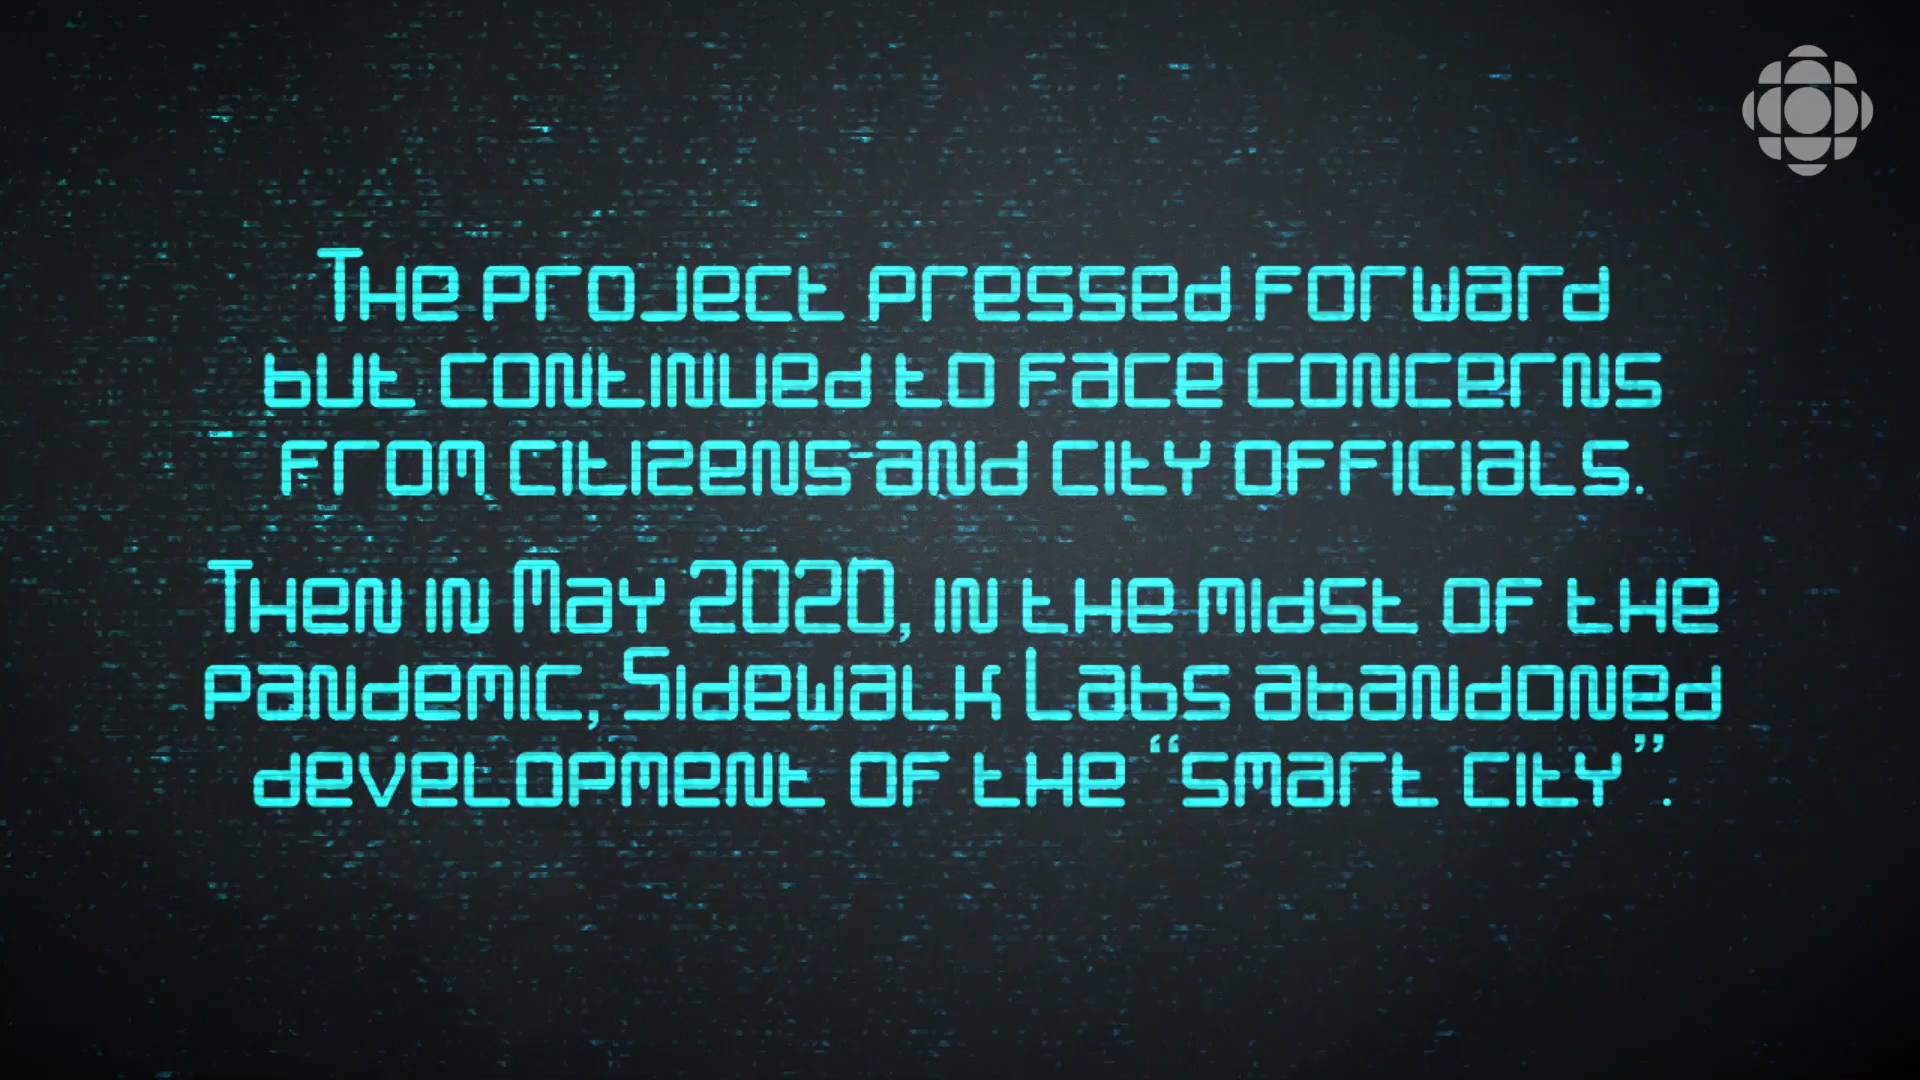 The project pressed forward
but continued to face concerns
from citizens and city officials.
Then in May 2020, in the midst of the
pandemic, Sidewalk Labs abandoned
development of the “smart city”.